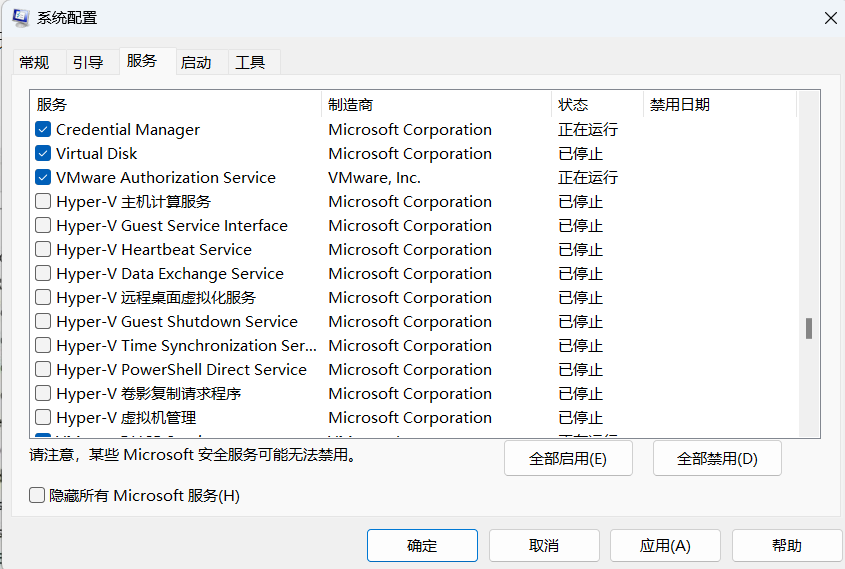 系统配置
常规 引导 服务 启动 工具
服务 制造商 状态 禁用日期
Credential Manager Microsoft Corporation 正在运行
Virtual Disk Microsoft Corporation 已停止
VMware Authorization Service VMware, Inc. 正在运行
Hyper-V 主机计算服务 Microsoft Corporation 已停止
Hyper-V Guest Service Interface Microsoft Corporation 已停止
Hyper-V Heartbeat Service Microsoft Corporation 已停止
Hyper-V Data Exchange Service Microsoft Corporation 已停止
Hyper-V 远程桌面虚拟化服务 Microsoft Corporation 已停止
Hyper-V Guest Shutdown Service Microsoft Corporation 已停止
Hyper-V Time Synchronization Ser... Microsoft Corporation 已停止
Hyper-V PowerShell Direct Service Microsoft Corporation 已停止
Hyper-V 卷影复制请求程序 Microsoft Corporation 已停止
Hyper-V 虚拟机管理 Microsoft Corporation 已停止
请注意，某些 Microsoft 安全服务可能无法禁用。
全部启用(E) 全部禁用(D)
隐藏所有 Microsoft 服务(H)
确定 取消 应用(A) 帮助